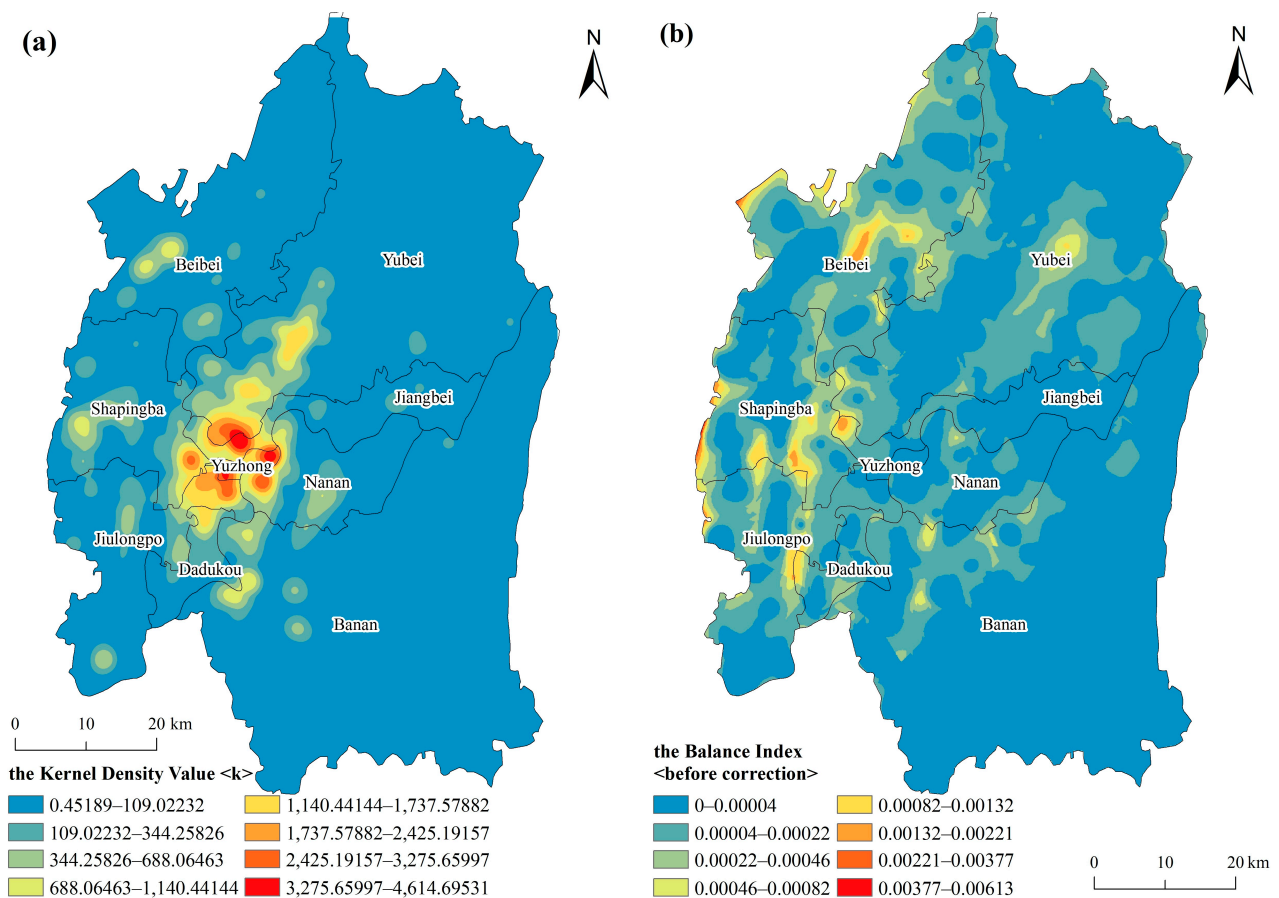 (a)
N
Beibei
Yubei
Shapingba
Jiangbei
Yuzhong
Nanan
Jiulongpo
Dadukou
Banan
0 10 20 km
the Kernel Density Value <k>
0.45189–109.02232
109.02232–344.25826
344.25826–688.06463
688.06463–1,140.44144
1,140.44144–1,737.57882
1,737.57882–2,425.19157
2,425.19157–3,275.65997
3,275.65997–4,614.69531
(b)
N
Beibei
Yubei
Shapingba
Jiangbei
Yuzhong
Nanan
Jiulongpo
Dadukou
Banan
the Balance Index
<before correction>
0–0.00004
0.00004–0.00022
0.00022–0.00046
0.00046–0.00082
0.00082–0.00132
0.00132–0.00221
0.00221–0.00377
0.00377–0.00613
0 10 20 km